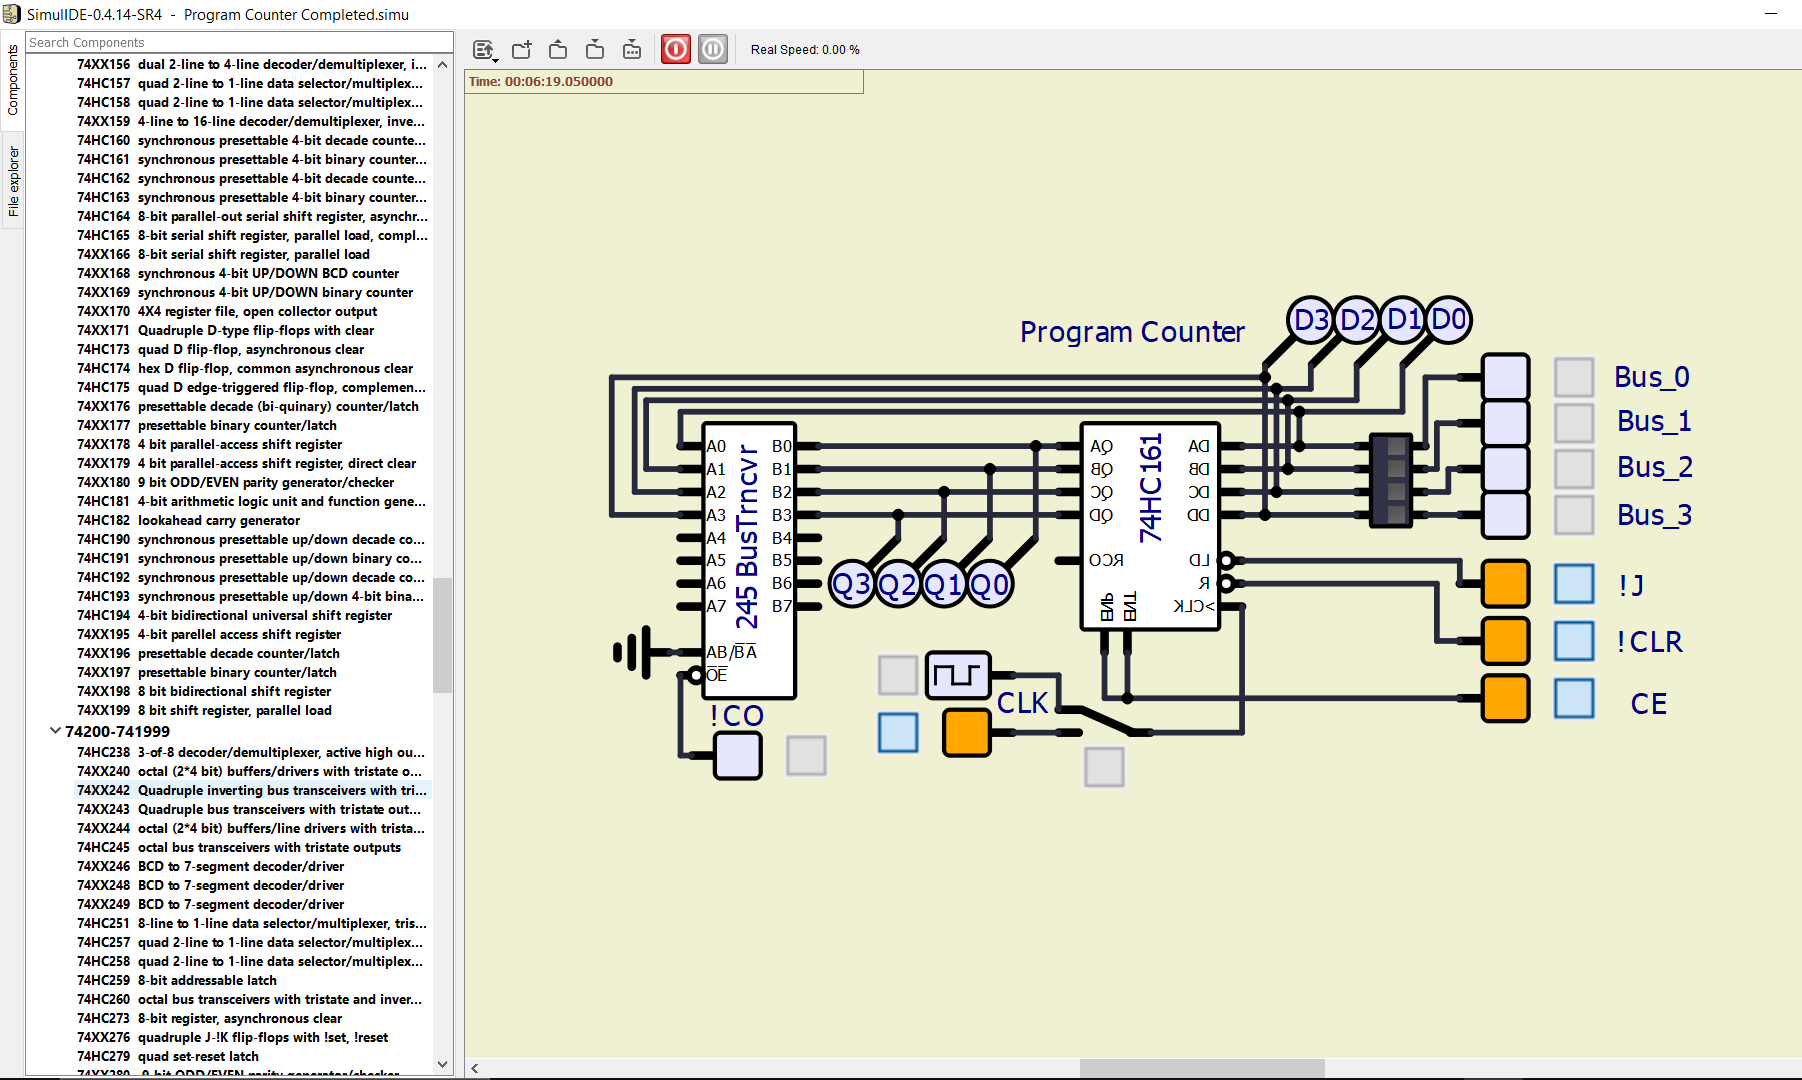 SimulIDE-0.4.14-SR4  -  Program Counter Completed.simu
Components
File explorer
Search Components
74XX156 dual 2-line to 4-line decoder/demultiplexer, i...
74HC157 quad 2-line to 1-line data selector/multiplex...
74HC158 quad 2-line to 1-line data selector/multiplex...
74XX159 4-line to 16-line decoder/demultiplexer, inve...
74HC160 synchronous presettable 4-bit decade counte...
74HC161 synchronous presettable 4-bit binary counter...
74HC162 synchronous presettable 4-bit decade counte...
74HC163 synchronous presettable 4-bit binary counter...
74HC164 8-bit parallel-out serial shift register, asynchr...
74HC165 8-bit serial shift register, parallel load, compl...
74XX166 8-bit serial shift register, parallel load
74XX168 synchronous 4-bit UP/DOWN BCD counter
74XX169 synchronous 4-bit UP/DOWN binary counter
74XX170 4X4 register file, open collector output
74XX171 Quadruple D-type flip-flops with clear
74HC173 quad D flip-flop, asynchronous clear
74HC174 hex D flip-flop, common asynchronous clear
74HC175 quad D edge-triggered flip-flop, complemen...
74XX176 presettable decade (bi-quinary) counter/latch
74XX177 presettable binary counter/latch
74XX178 4 bit parallel-access shift register
74XX179 4 bit parallel-access shift register, direct clear
74XX180 9 bit ODD/EVEN parity generator/checker
74HC181 4-bit arithmetic logic unit and function gene...
74HC182 lookahead carry generator
74HC190 synchronous presettable up/down decade co...
74HC191 synchronous presettable up/down binary co...
74HC192 synchronous presettable up/down decade co...
74HC193 synchronous presettable up/down 4-bit bina...
74HC194 4-bit bidirectional universal shift register
74XX195 4-bit parellel access shift register
74XX196 presettable decade counter/latch
74XX197 presettable binary counter/latch
74XX198 8 bit bidirectional shift register
74XX199 8 bit shift register, parallel load
74200-741999
74HC238 3-of-8 decoder/demultiplexer, active high ou...
74XX240 octal (2*4 bit) buffers/drivers with tristate o...
74XX242 Quadruple inverting bus transceivers with tri...
74XX243 Quadruple bus transceivers with tristate out...
74XX244 octal (2*4 bit) buffers/line drivers with trista...
74HC245 octal bus transceivers with tristate outputs
74XX246 BCD to 7-segment decoder/driver
74XX248 BCD to 7-segment decoder/driver
74XX249 BCD to 7-segment decoder/driver
74HC251 8-line to 1-line data selector/multiplexer, tris...
74HC257 quad 2-line to 1-line data selector/multiplex...
74HC258 quad 2-line to 1-line data selector/multiplex...
74HC259 8-bit addressable latch
74HC260 octal bus transceivers with tristate and inver...
74HC273 8-bit register, asynchronous clear
74XX276 quadruple J-!K flip-flops with !set, !reset
74HC279 quad set-reset latch
74XX280 9-bit ODD/EVEN parity generator/checker
Real Speed: 0.00 %
Time: 00:06:19.050000
Program Counter
D3
D2
D1
D0
Bus_0
Bus_1
Bus_2
Bus_3
!J
!CLR
CE
A0
A1
A2
A3
A4
A5
A6
A7
AB/B̅A̅
O̅E̅
245 BusTrncvr
B0
B1
B2
B3
B4
B5
B6
B7
Q3
Q2
Q1
Q0
QA
QB
QC
QD
RCO
74HC161
DA
DB
DC
DD
LD
R
>CLK
ENP
ENT
CLK
!CO